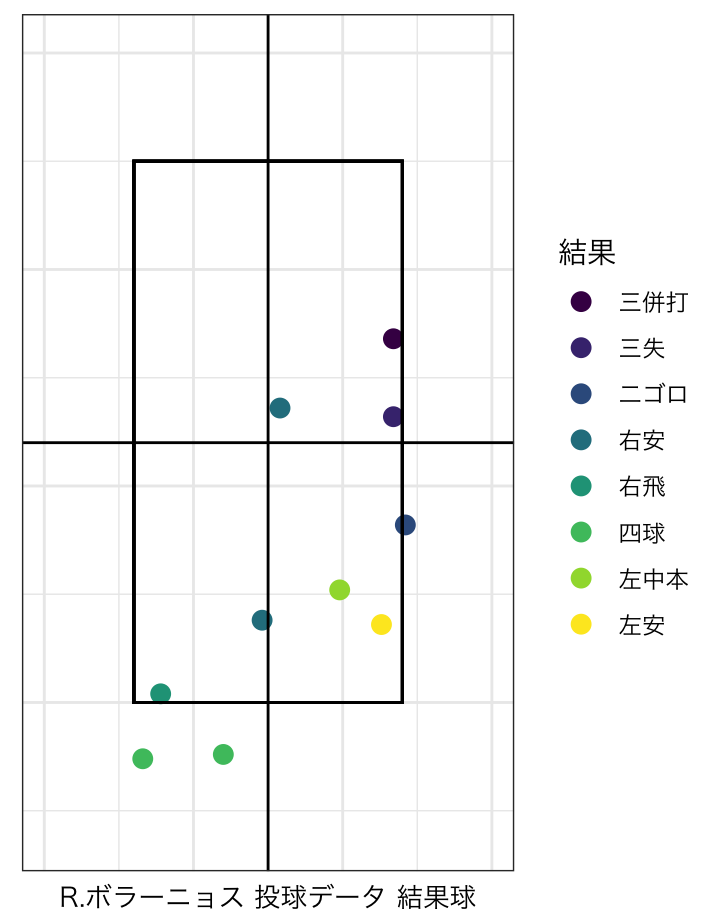 結果
三併打
三失
ニゴロ
右安
右飛
四球
左中本
左安
R.ボラーニョス 投球データ 結果球